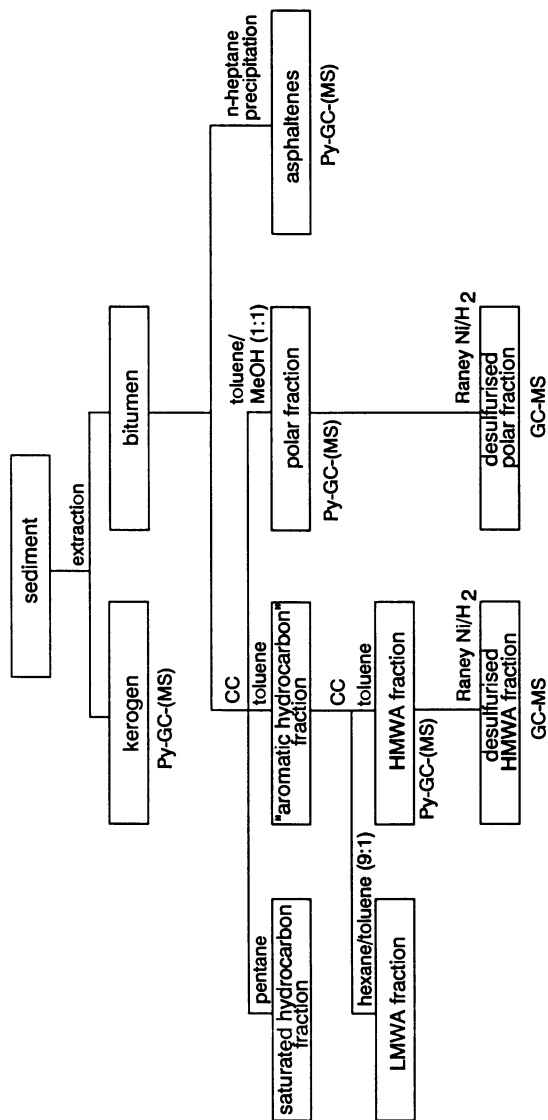 sediment
extraction
kerogen
Py-GC-(MS)
bitumen
n-heptane
precipitation
asphaltenes
Py-GC-(MS)
CC
pentane
saturated hydrocarbon
fraction
toluene
"aromatic hydrocarbon"
fraction
toluene/
MeOH (1:1)
polar fraction
Py-GC-(MS)
CC
hexane/toluene (9:1)
LMWA fraction
toluene
HMWA fraction
Py-GC-(MS)
Raney Ni/H2
desulfurised
HMWA fraction
GC-MS
Raney Ni/H2
desulfurised
polar fraction
GC-MS